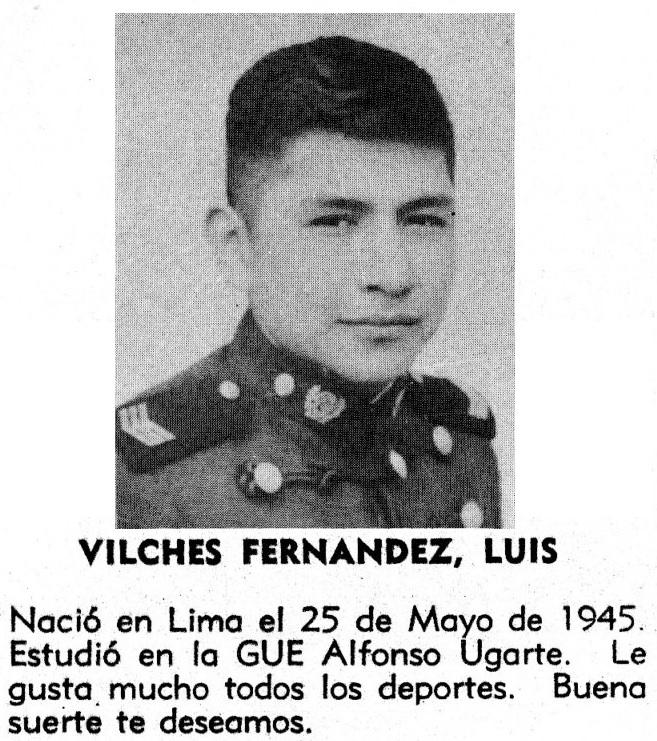 VILCHES FERNANDEZ, LUIS
Nació en Lima el 25 de Mayo de 1945.
Estudió en la GUE Alfonso Ugarte. Le
gusta mucho todos los deportes. Buena
suerte te deseamos.